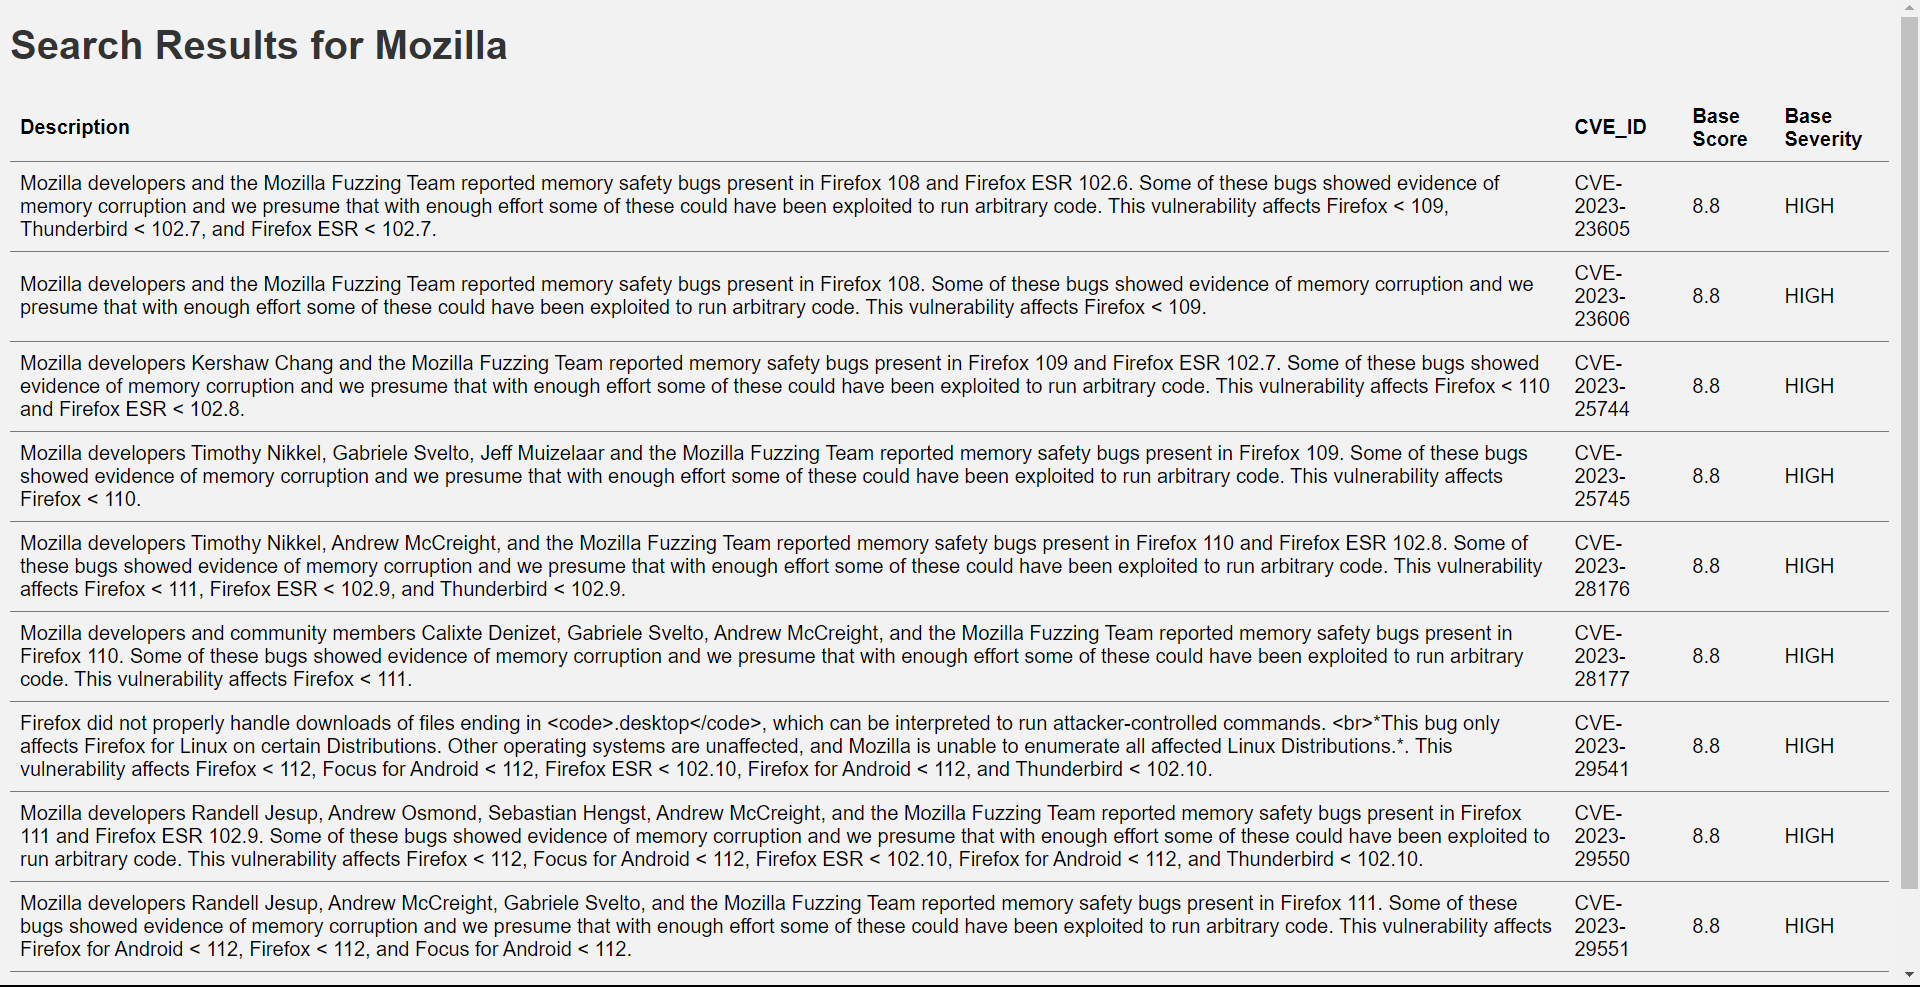 Search Results for Mozilla
Description CVE_ID Base Score Base Severity
Mozilla developers and the Mozilla Fuzzing Team reported memory safety bugs present in Firefox 108 and Firefox ESR 102.6. Some of these bugs showed evidence of
memory corruption and we presume that with enough effort some of these could have been exploited to run arbitrary code. This vulnerability affects Firefox < 109,
Thunderbird < 102.7, and Firefox ESR < 102.7.
CVE-
2023-
23605
8.8
HIGH
Mozilla developers and the Mozilla Fuzzing Team reported memory safety bugs present in Firefox 108. Some of these bugs showed evidence of memory corruption and we
presume that with enough effort some of these could have been exploited to run arbitrary code. This vulnerability affects Firefox < 109.
CVE-
2023-
23606
8.8
HIGH
Mozilla developers Kershaw Chang and the Mozilla Fuzzing Team reported memory safety bugs present in Firefox 109 and Firefox ESR 102.7. Some of these bugs showed
evidence of memory corruption and we presume that with enough effort some of these could have been exploited to run arbitrary code. This vulnerability affects Firefox < 110
and Firefox ESR < 102.8.
CVE-
2023-
25744
8.8
HIGH
Mozilla developers Timothy Nikkel, Gabriele Svelto, Jeff Muizelaar and the Mozilla Fuzzing Team reported memory safety bugs present in Firefox 109. Some of these bugs
showed evidence of memory corruption and we presume that with enough effort some of these could have been exploited to run arbitrary code. This vulnerability affects
Firefox < 110.
CVE-
2023-
25745
8.8
HIGH
Mozilla developers Timothy Nikkel, Andrew McCreight, and the Mozilla Fuzzing Team reported memory safety bugs present in Firefox 110 and Firefox ESR 102.8. Some of
these bugs showed evidence of memory corruption and we presume that with enough effort some of these could have been exploited to run arbitrary code. This vulnerability
affects Firefox < 111, Firefox ESR < 102.9, and Thunderbird < 102.9.
CVE-
2023-
28176
8.8
HIGH
Mozilla developers and community members Calixte Denizet, Gabriele Svelto, Andrew McCreight, and the Mozilla Fuzzing Team reported memory safety bugs present in
Firefox 110. Some of these bugs showed evidence of memory corruption and we presume that with enough effort some of these could have been exploited to run arbitrary
code. This vulnerability affects Firefox < 111.
CVE-
2023-
28177
8.8
HIGH
Firefox did not properly handle downloads of files ending in <code>.desktop</code>, which can be interpreted to run attacker-controlled commands. <br>*This bug only
affects Firefox for Linux on certain Distributions. Other operating systems are unaffected, and Mozilla is unable to enumerate all affected Linux Distributions.*. This
vulnerability affects Firefox < 112, Focus for Android < 112, Firefox ESR < 102.10, Firefox for Android < 112, and Thunderbird < 102.10.
CVE-
2023-
29541
8.8
HIGH
Mozilla developers Randell Jesup, Andrew Osmond, Sebastian Hengst, Andrew McCreight, and the Mozilla Fuzzing Team reported memory safety bugs present in Firefox
111 and Firefox ESR 102.9. Some of these bugs showed evidence of memory corruption and we presume that with enough effort some of these could have been exploited to
run arbitrary code. This vulnerability affects Firefox < 112, Focus for Android < 112, Firefox ESR < 102.10, Firefox for Android < 112, and Thunderbird < 102.10.
CVE-
2023-
29550
8.8
HIGH
Mozilla developers Randell Jesup, Andrew McCreight, Gabriele Svelto, and the Mozilla Fuzzing Team reported memory safety bugs present in Firefox 111. Some of these
bugs showed evidence of memory corruption and we presume that with enough effort some of these could have been exploited to run arbitrary code. This vulnerability affects
Firefox for Android < 112, Firefox < 112, and Focus for Android < 112.
CVE-
2023-
29551
8.8
HIGH